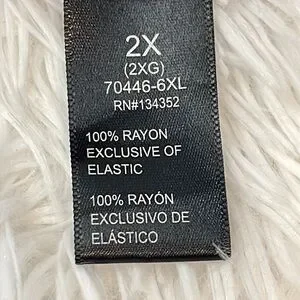 2X
(2XG)
70446-6XL
RN#134352
100% RAYON
EXCLUSIVE OF
ELASTIC
100% RAYÓN
EXCLUSIVO DE
ELÁSTICO